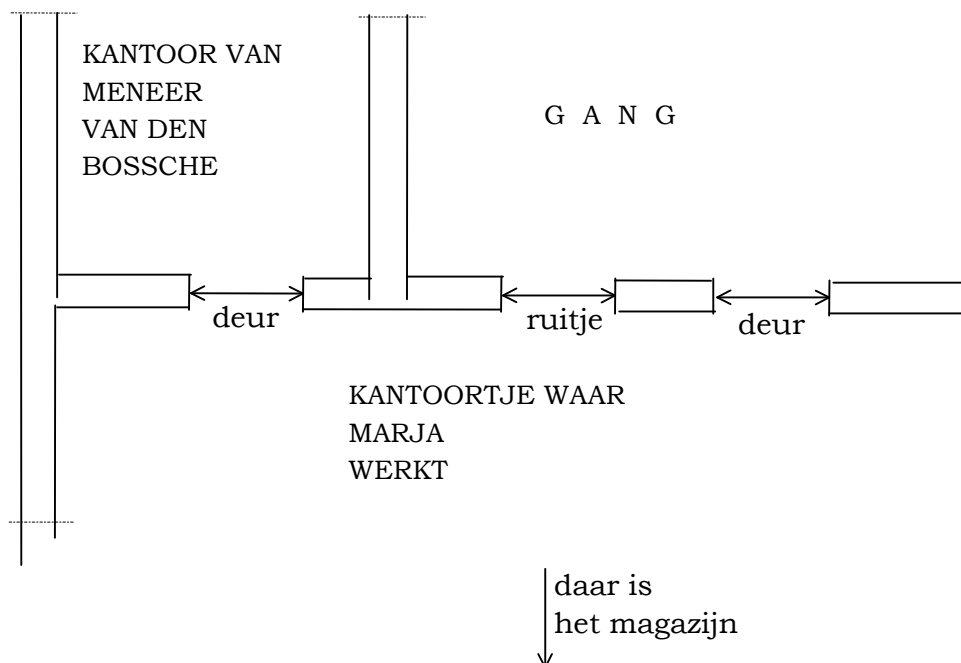 KANTOOR VAN
MENEER
VAN DEN
BOSSCHE
G A N G
deur
ruitje
deur
KANTOORTJE WAAR
MARJA
WERKT
daar is
het magazijn